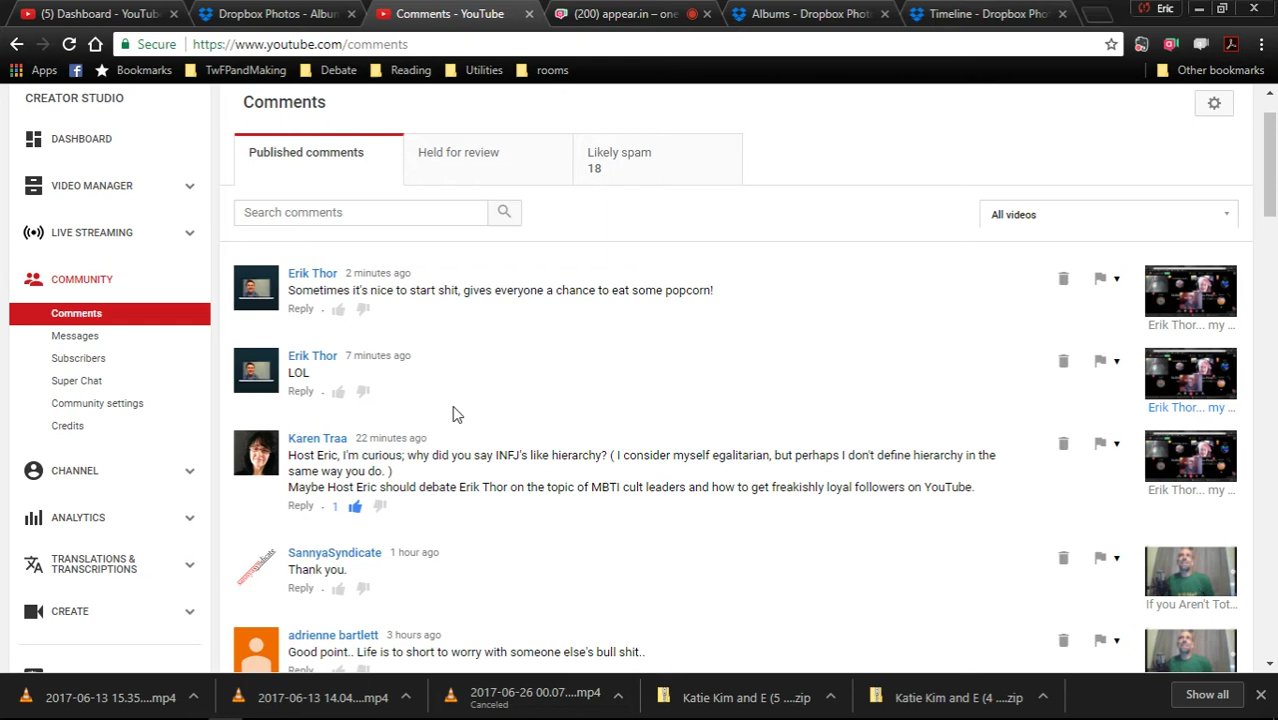 (5) Dashboard - YouTu
Dropbox Photos - Albun
Comments - YouTube
(200) appear.in – one
Albums - Dropbox Phot
Timeline - Dropbox Pho
Eric
Secure
https://www.youtube.com/comments
Apps
Bookmarks
TwFPandMaking
Debate
Reading
Utilities
rooms
Other bookmarks
CREATOR STUDIO
DASHBOARD
VIDEO MANAGER
LIVE STREAMING
COMMUNITY
Comments
Messages
Subscribers
Super Chat
Community settings
Credits
CHANNEL
ANALYTICS
TRANSLATIONS &
TRANSCRIPTIONS
CREATE
Comments
Published comments
Held for review
Likely spam
18
Search comments
All videos
Erik Thor 2 minutes ago
Sometimes it's nice to start shit, gives everyone a chance to eat some popcorn!
Reply
Erik Thor... my ...
Erik Thor 7 minutes ago
LOL
Reply
Erik Thor... my ...
Karen Traa 22 minutes ago
Host Eric, I'm curious; why did you say INFJ's like hierarchy? ( I consider myself egalitarian, but perhaps I don't define hierarchy in the
same way you do. )
Maybe Host Eric should debate Erik Thor on the topic of MBTI cult leaders and how to get freakishly loyal followers on YouTube.
Reply 1
Erik Thor... my ...
SannyaSyndicate 1 hour ago
Thank you.
Reply
If you Aren't Tot...
adrienne bartlett 3 hours ago
Good point.. Life is to short to worry with someone else's bull shit..
Reply
2017-06-13 15.35....mp4
2017-06-13 14.04....mp4
2017-06-26 00.07....mp4
Canceled
Katie Kim and E (5 ....zip
Katie Kim and E (4 ....zip
Show all